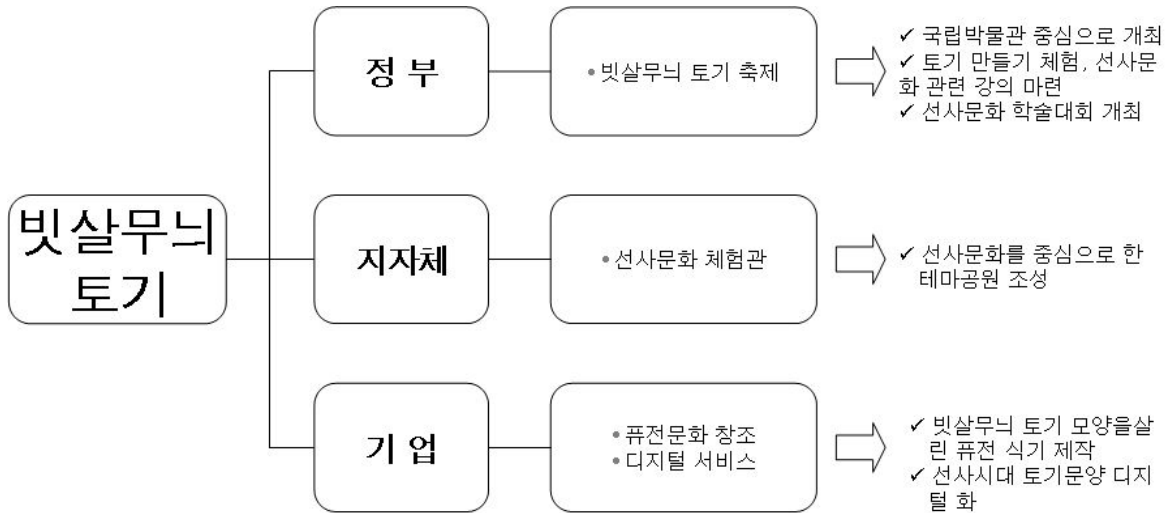 빗살무늬
토기
정 부
• 빗살무늬 토기 축제
✓ 국립박물관 중심으로 개최
✓ 토기 만들기 체험, 선사문
화 관련 강의 마련
✓ 선사문화 학술대회 개최
지자체
• 선사문화 체험관
✓ 선사문화를 중심으로 한
테마공원 조성
기 업
• 퓨전문화 창조
• 디지털 서비스
✓ 빗살무늬 토기 모양을살
린 퓨전 식기 제작
✓ 선사시대 토기문양 디지
털 화